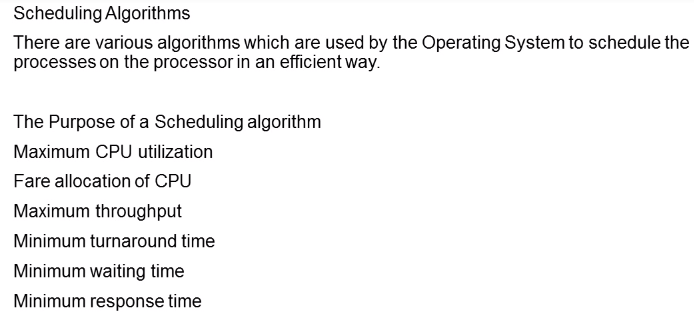 Scheduling Algorithms
There are various algorithms which are used by the Operating System to schedule the
processes on the processor in an efficient way.
The Purpose of a Scheduling algorithm
Maximum CPU utilization
Fare allocation of CPU
Maximum throughput
Minimum turnaround time
Minimum waiting time
Minimum response time